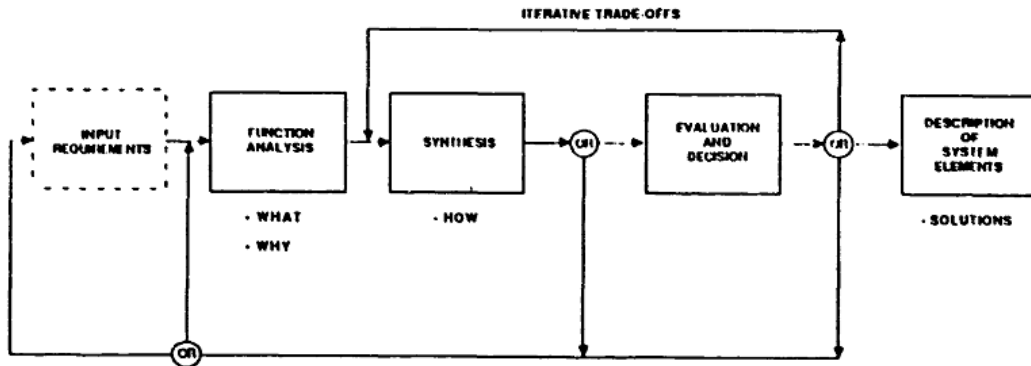 ITERATIVE TRADE-OFFS
INPUT
REQUIREMENTS
FUNCTION
ANALYSIS
SYNTHESIS
OR
EVALUATION
AND
DECISION
OR
DESCRIPTION
OF
SYSTEM
ELEMENTS
• WHAT
• WHY
• HOW
• SOLUTIONS
OR